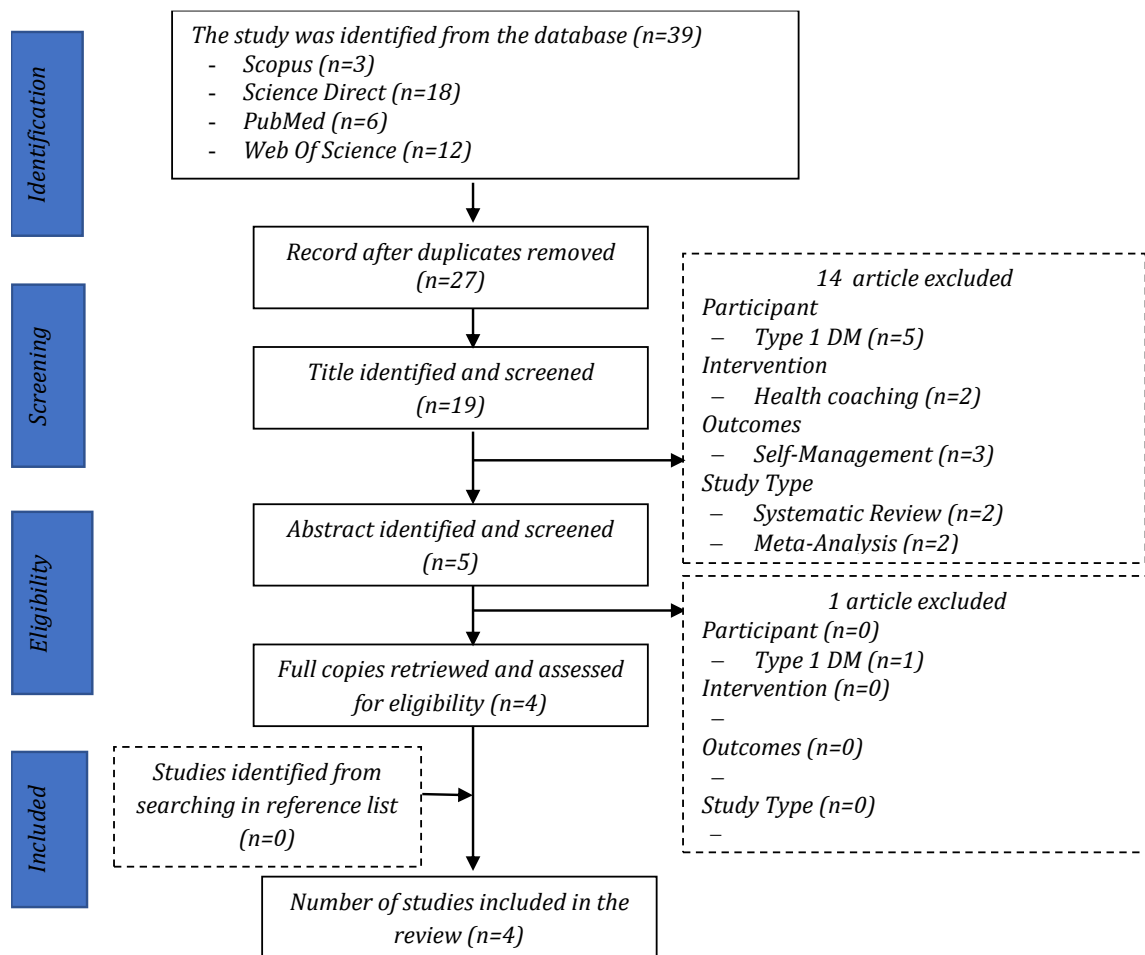 Identification
The study was identified from the database (n=39)
- Scopus (n=3)
- Science Direct (n=18)
- PubMed (n=6)
- Web Of Science (n=12)
Record after duplicates removed
(n=27)
Screening
Title identified and screened
(n=19)
14 article excluded
Participant
– Type 1 DM (n=5)
Intervention
– Health coaching (n=2)
Outcomes
– Self-Management (n=3)
Study Type
– Systematic Review (n=2)
– Meta-Analysis (n=2)
Eligibility
Abstract identified and screened
(n=5)
1 article excluded
Participant (n=0)
– Type 1 DM (n=1)
Intervention (n=0)
–
Outcomes (n=0)
–
Study Type (n=0)
–
Full copies retrieved and assessed
for eligibility (n=4)
Included
Studies identified from
searching in reference list
(n=0)
Number of studies included in the
review (n=4)